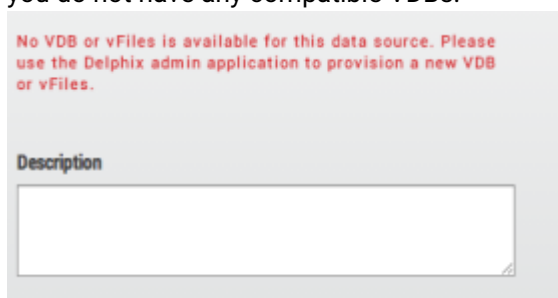 you do not have any compatible VDBs.
No VDB or vFiles is available for this data source. Please
use the Delphix admin application to provision a new VDB
or vFiles.
Description